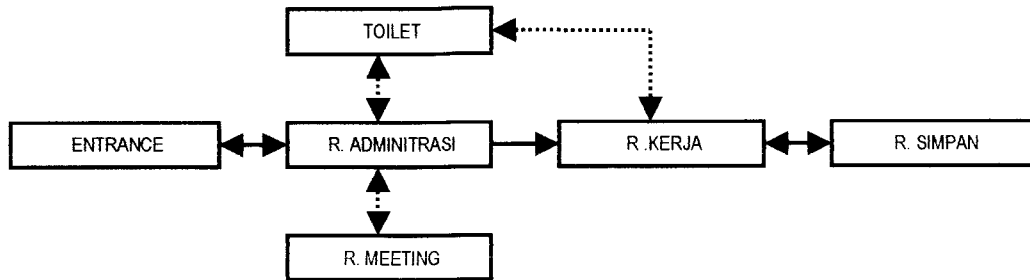 TOILET
ENTRANCE
R. ADMINITRASI
R .KERJA
R. SIMPAN
R. MEETING